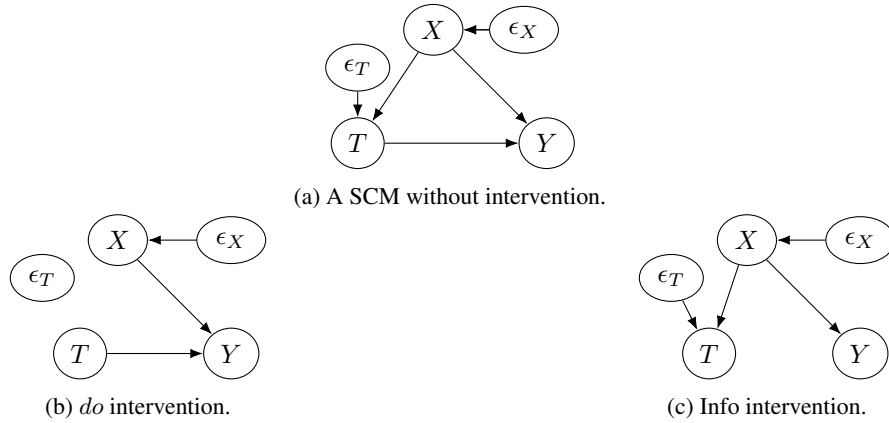 X
ϵ_X
ϵ_T
T
Y
(a) A SCM without intervention.
X
ϵ_X
ϵ_T
T
Y
(b) do intervention.
X
ϵ_X
ϵ_T
T
Y
(c) Info intervention.